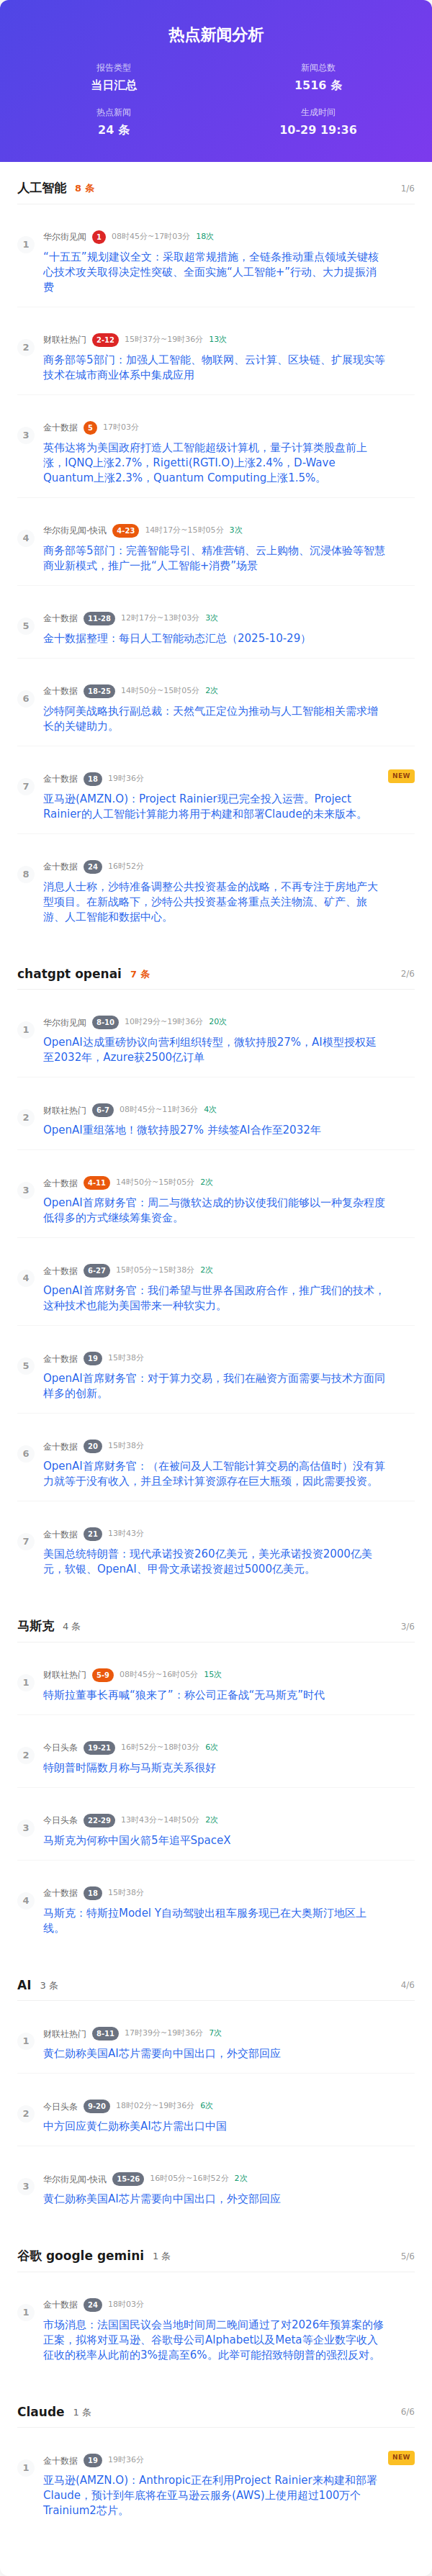 热点新闻分析
报告类型
当日汇总
新闻总数
1516 条
热点新闻
24 条
生成时间
10-29 19:36
人工智能 8 条 1/6
1
华尔街见闻 1 08时45分~17时03分 18次
“十五五”规划建议全文：采取超常规措施，全链条推动重点领域关键核
心技术攻关取得决定性突破、全面实施“人工智能+”行动、大力提振消
费
2
财联社热门 2-12 15时37分~19时36分 13次
商务部等5部门：加强人工智能、物联网、云计算、区块链、扩展现实等
技术在城市商业体系中集成应用
3
金十数据 5 17时03分
英伟达将为美国政府打造人工智能超级计算机，量子计算类股盘前上
涨，IQNQ上涨2.7%，Rigetti(RGTI.O)上涨2.4%，D-Wave
Quantum上涨2.3%，Quantum Computing上涨1.5%。
4
华尔街见闻-快讯 4-23 14时17分~15时05分 3次
商务部等5部门：完善智能导引、精准营销、云上购物、沉浸体验等智慧
商业新模式，推广一批“人工智能+消费”场景
5
金十数据 11-28 12时17分~13时03分 3次
金十数据整理：每日人工智能动态汇总（2025-10-29）
6
金十数据 18-25 14时50分~15时05分 2次
沙特阿美战略执行副总裁：天然气正定位为推动与人工智能相关需求增
长的关键助力。
7
金十数据 18 19时36分 NEW
亚马逊(AMZN.O)：Project Rainier现已完全投入运营。Project
Rainier的人工智能计算能力将用于构建和部署Claude的未来版本。
8
金十数据 24 16时52分
消息人士称，沙特准备调整公共投资基金的战略，不再专注于房地产大
型项目。在新战略下，沙特公共投资基金将重点关注物流、矿产、旅
游、人工智能和数据中心。
chatgpt openai 7 条 2/6
1
华尔街见闻 8-10 10时29分~19时36分 20次
OpenAI达成重磅协议向营利组织转型，微软持股27%，AI模型授权延
至2032年，Azure获2500亿订单
2
财联社热门 6-7 08时45分~11时36分 4次
OpenAI重组落地！微软持股27% 并续签AI合作至2032年
3
金十数据 4-11 14时50分~15时05分 2次
OpenAI首席财务官：周二与微软达成的协议使我们能够以一种复杂程度
低得多的方式继续筹集资金。
4
金十数据 6-27 15时05分~15时38分 2次
OpenAI首席财务官：我们希望与世界各国政府合作，推广我们的技术，
这种技术也能为美国带来一种软实力。
5
金十数据 19 15时38分
OpenAI首席财务官：对于算力交易，我们在融资方面需要与技术方面同
样多的创新。
6
金十数据 20 15时38分
OpenAI首席财务官：（在被问及人工智能计算交易的高估值时）没有算
力就等于没有收入，并且全球计算资源存在巨大瓶颈，因此需要投资。
7
金十数据 21 13时43分
美国总统特朗普：现代承诺投资260亿美元，美光承诺投资2000亿美
元，软银、OpenAI、甲骨文承诺投资超过5000亿美元。
马斯克 4 条 3/6
1
财联社热门 5-9 08时45分~16时05分 15次
特斯拉董事长再喊“狼来了”：称公司正备战“无马斯克”时代
2
今日头条 19-21 16时52分~18时03分 6次
特朗普时隔数月称与马斯克关系很好
3
今日头条 22-29 13时43分~14时50分 2次
马斯克为何称中国火箭5年追平SpaceX
4
金十数据 18 15时38分
马斯克：特斯拉Model Y自动驾驶出租车服务现已在大奥斯汀地区上
线。
AI 3 条 4/6
1
财联社热门 8-11 17时39分~19时36分 7次
黄仁勋称美国AI芯片需要向中国出口，外交部回应
2
今日头条 9-20 18时02分~19时36分 6次
中方回应黄仁勋称美AI芯片需出口中国
3
华尔街见闻-快讯 15-26 16时05分~16时52分 2次
黄仁勋称美国AI芯片需要向中国出口，外交部回应
谷歌 google gemini 1 条 5/6
1
金十数据 24 18时03分
市场消息：法国国民议会当地时间周二晚间通过了对2026年预算案的修
正案，拟将对亚马逊、谷歌母公司Alphabet以及Meta等企业数字收入
征收的税率从此前的3%提高至6%。此举可能招致特朗普的强烈反对。
Claude 1 条 6/6
1
金十数据 19 19时36分 NEW
亚马逊(AMZN.O)：Anthropic正在利用Project Rainier来构建和部署
Claude，预计到年底将在亚马逊云服务(AWS)上使用超过100万个
Trainium2芯片。